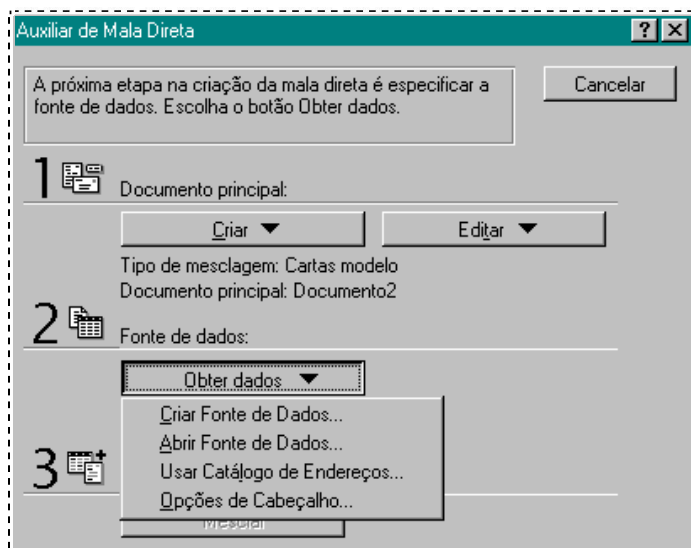 Auxiliar de Mala Direta
A próxima etapa na criação da mala direta é especificar a
fonte de dados. Escolha o botão Obter dados.
Cancelar
1
Documento principal:
Criar
Editar
Tipo de mesclagem: Cartas modelo
Documento principal: Documento2
2
Fonte de dados:
Obter dados
Criar Fonte de Dados...
Abrir Fonte de Dados...
Usar Catálogo de Endereços...
Opções de Cabeçalho...
3
Mesclar